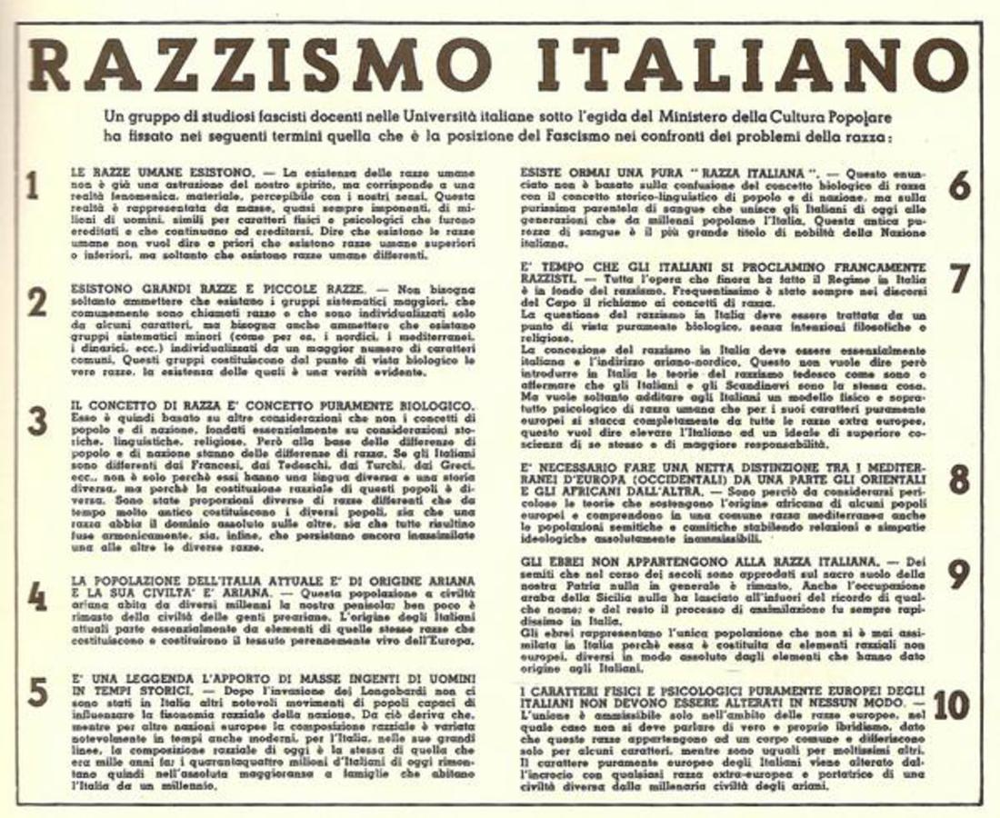 RAZZISMO ITALIANO
Un gruppo di studiosi fascisti docenti nelle Università italiane sotto l'egida del Ministero della Cultura Popolare
ha fissato nei seguenti termini quella che è la posizione del Fascismo nei confronti dei problemi della razza:
1
LE RAZZE UMANE ESISTONO. — La esistenza delle razze umane
non è già una astrazione del nostro spirito, ma corrisponde a una
realtà fenomenica, materiale, percepibile con i nostri sensi. Questa
realtà è rappresentata da masse, quasi sempre imponenti, di mi-
lioni di uomini, simili per caratteri fisici e psicologici che furono
ereditati e che continuano ad ereditarsi. Dire che esistono le razze
umane non vuol dire a priori che esistono razze umane superiori
o inferiori, ma soltanto che esistono razze umane differenti.
2
ESISTONO GRANDI RAZZE E PICCOLE RAZZE. — Non bisogna
soltanto ammettere che esistano i gruppi sistematici maggiori, che
comunemente sono chiamati razze e che sono individualizzati solo
da alcuni caratteri, ma bisogna anche ammettere che esistano
gruppi sistematici minori (come per es. i nordici, i mediterranei,
i dinarici, ecc.) individualizzati da un maggior numero di caratteri
comuni. Questi gruppi costituiscono dal punto di vista biologico le
vere razze, la esistenza delle quali è una verità evidente.
3
IL CONCETTO DI RAZZA E' CONCETTO PURAMENTE BIOLOGICO.
Esso è quindi basato su altre considerazioni che non i concetti di
popolo e di nazione, fondati essenzialmente su considerazioni sto-
riche, linguistiche, religiose. Però alla base delle differenze di
popolo e di nazione stanno delle differenze di razza. Se gli Italiani
sono differenti dai Francesi, dai Tedeschi, dai Turchi, dai Greci,
ecc., non è solo perchè essi hanno una lingua diversa e una storia
diversa, ma perchè la costituzione razziale di questi popoli è di-
versa. Sono state proporzioni diverse di razze differenti che da
tempo molto antico costituiscono i diversi popoli, sia che una
razza abbia il dominio assoluto sulle altre, sia che tutte risultino
fuse armonicamente, sia, infine, che persistano ancora inassimilate
una alle altre le diverse razze.
4
LA POPOLAZIONE DELL'ITALIA ATTUALE E' DI ORIGINE ARIANA
E LA SUA CIVILTA' E' ARIANA. — Questa popolazione a civiltà
ariana abita da diversi millenni la nostra penisola; ben poco è
rimasto della civiltà delle genti preariane. L'origine degli Italiani
attuali parte essenzialmente da elementi di quelle stesse razze che
costituiscono e costituirono il tessuto perennemente vivo dell'Europa.
5
E' UNA LEGGENDA L'APPORTO DI MASSE INGENTI DI UOMINI
IN TEMPI STORICI. — Dopo l'invasione dei Longobardi non ci
sono stati in Italia altri notevoli movimenti di popoli capaci di
influenzare la fisonomia razziale della nazione. Da ciò deriva che,
mentre per altre nazioni europee la composizione razziale è variata
notevolmente in tempi anche moderni, per l'Italia, nelle sue grandi
linee, la composizione razziale di oggi è la stessa di quella che
era mille anni fa: i quarantaquattro milioni d'Italiani di oggi rimon-
tano quindi nell'assoluta maggioranza a famiglie che abitano
l'Italia da un millennio.
6
ESISTE ORMAI UNA PURA " RAZZA ITALIANA ". — Questo enun-
ciato non è basato sulla confusione del concetto biologico di razza
con il concetto storico-linguistico di popolo e di nazione, ma sulla
purissima parentela di sangue che unisce gli Italiani di oggi alle
generazioni che da millenni popolano l'Italia. Questa antica pu-
rezza di sangue è il più grande titolo di nobiltà della Nazione
italiana.
7
E' TEMPO CHE GLI ITALIANI SI PROCLAMINO FRANCAMENTE
RAZZISTI. — Tutta l'opera che finora ha fatto il Regime in Italia
è in fondo del razzismo. Frequentissimo è stato sempre nei discorsi
del Capo il richiamo ai concetti di razza.
La questione del razzismo in Italia deve essere trattata da un
punto di vista puramente biologico, senza intenzioni filosofiche o
religiose.
La concezione del razzismo in Italia deve essere essenzialmente
italiana e l'indirizzo ariano-nordico. Questo non vuole dire però
introdurre in Italia le teorie del razzismo tedesco come sono o
affermare che gli Italiani e gli Scandinavi sono la stessa cosa.
Ma vuole soltanto additare agli Italiani un modello fisico e sopra-
tutto psicologico di razza umana che per i suoi caratteri puramente
europei si stacca completamente da tutte le razze extra europee,
questo vuol dire elevare l'Italiano ad un ideale di superiore co-
scienza di se stesso e di maggiore responsabilità.
8
E' NECESSARIO FARE UNA NETTA DISTINZIONE TRA I MEDITER-
RANEI D'EUROPA (OCCIDENTALI) DA UNA PARTE GLI ORIENTALI
E GLI AFRICANI DALL'ALTRA. — Sono perciò da considerarsi peri-
colose le teorie che sostengono l'origine africana di alcuni popoli
europei e comprendono in una comune razza mediterranea anche
le popolazioni semitiche e camitiche stabilendo relazioni e simpatie
ideologiche assolutamente inammissibili.
9
GLI EBREI NON APPARTENGONO ALLA RAZZA ITALIANA. — Dei
semiti che nel corso dei secoli sono approdati sul sacro suolo della
nostra Patria nulla in generale è rimasto. Anche l'occupazione
araba della Sicilia nulla ha lasciato all'infuori del ricordo di qual-
che nome; e del resto il processo di assimilazione fu sempre rapi-
dissimo in Italia.
Gli ebrei rappresentano l'unica popolazione che non si è mai assi-
milata in Italia perchè essa è costituita da elementi razziali non
europei, diversi in modo assoluto dagli elementi che hanno dato
origine agli Italiani.
10
I CARATTERI FISICI E PSICOLOGICI PURAMENTE EUROPEI DEGLI
ITALIANI NON DEVONO ESSERE ALTERATI IN NESSUN MODO. —
L'unione è ammissibile solo nell'ambito delle razze europee, nel
quale caso non si deve parlare di vero e proprio ibridismo, dato
che queste razze appartengono ad un corpo comune e differiscono
solo per alcuni caratteri, mentre sono uguali per moltissimi altri.
Il carattere puramente europeo degli Italiani viene alterato dal-
l'incrocio con qualsiasi razza extra-europea e portatrice di una
civiltà diversa dalla millenaria civiltà degli ariani.